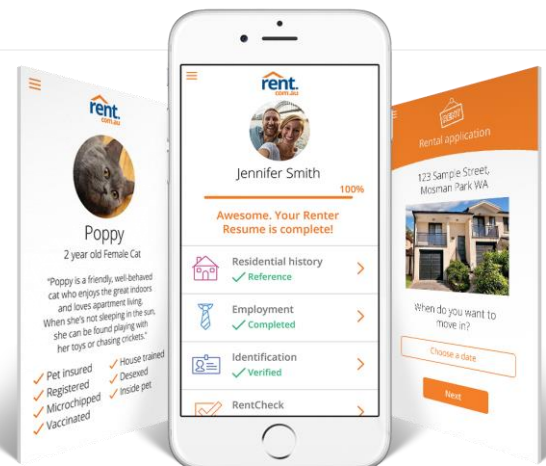 rent.
com.au
Poppy
2 year old Female Cat
"Poppy is a friendly, well-behaved
cat who enjoys the great indoors
and loves apartment living.
When she's not sleeping in the sun,
she can be found playing with
her toys or chasing crickets."
Pet insured
Registered
Microchipped
Vaccinated
House trained
Desexed
Inside pet
rent.
com.au
Jennifer Smith
100%
Awesome. Your Renter
Resume is complete!
Residential history
Reference
Employment
Completed
Identification
Verified
RentCheck
RENT
Rental application
123 Sample Street,
Mosman Park WA
When do you want to
move in?
Choose a date
Next